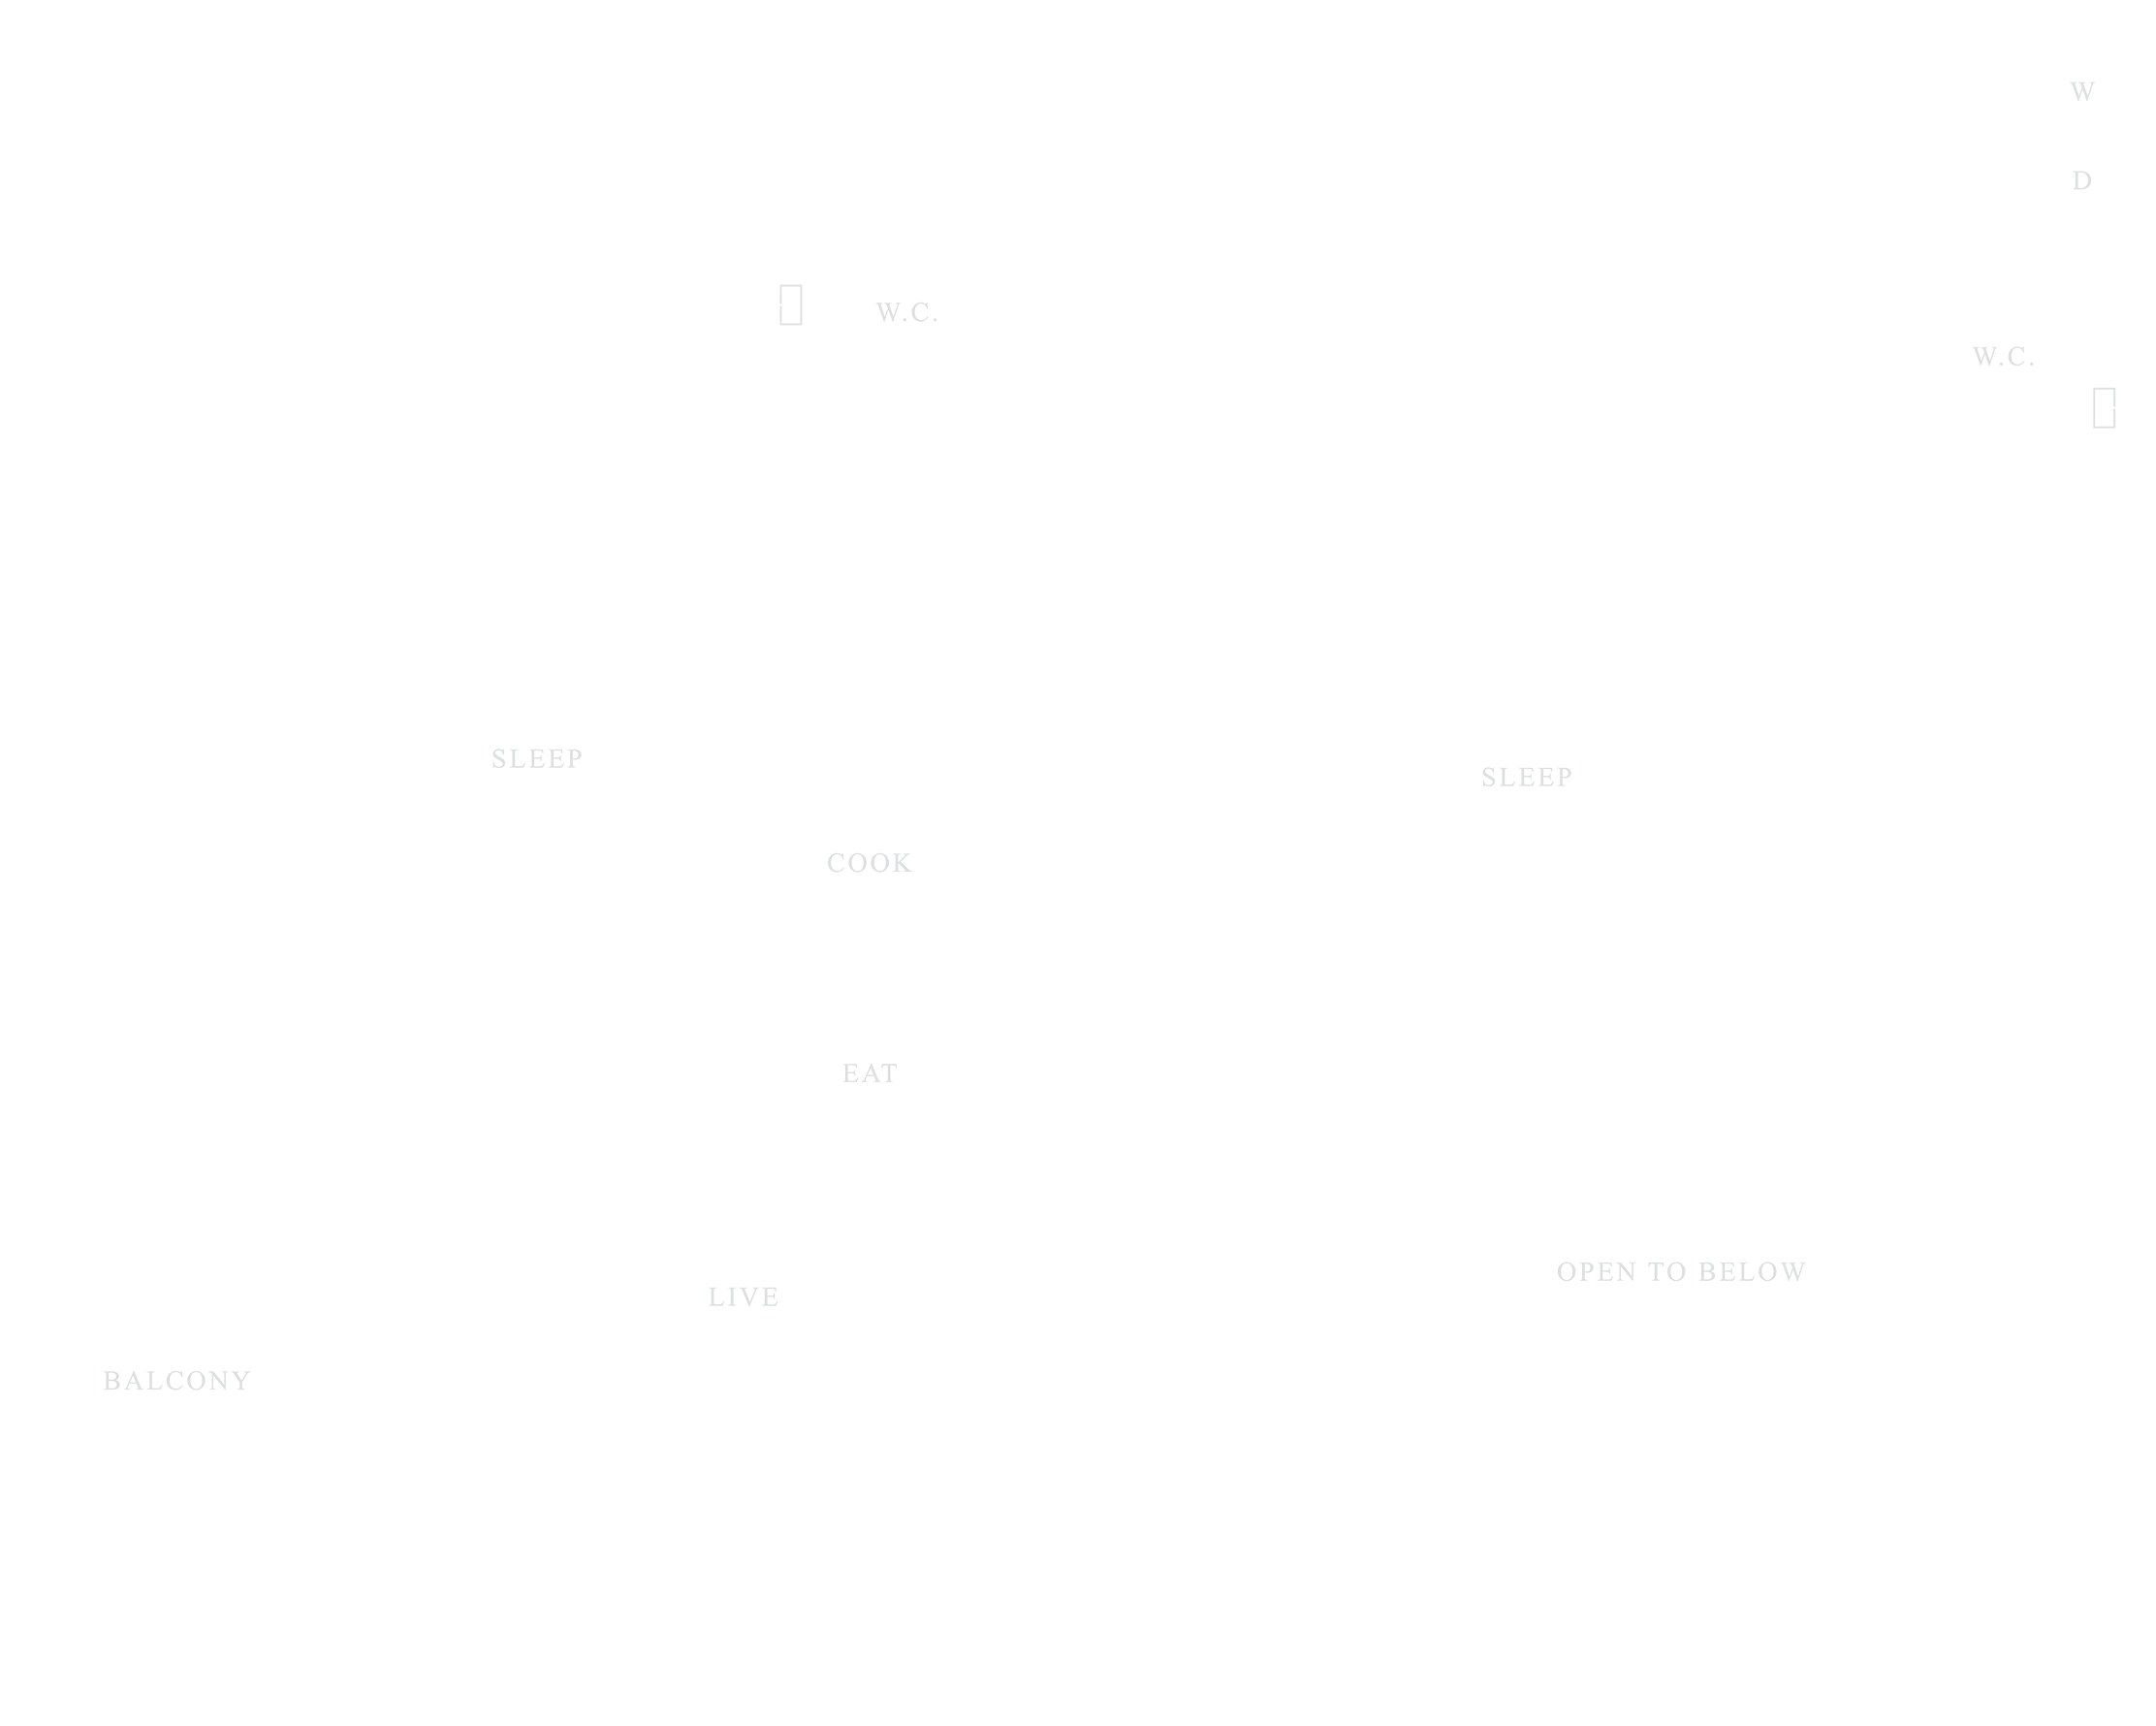 W
D
W.C.
W.C.
SLEEP
SLEEP
COOK
EAT
OPEN TO BELOW
LIVE
BALCONY